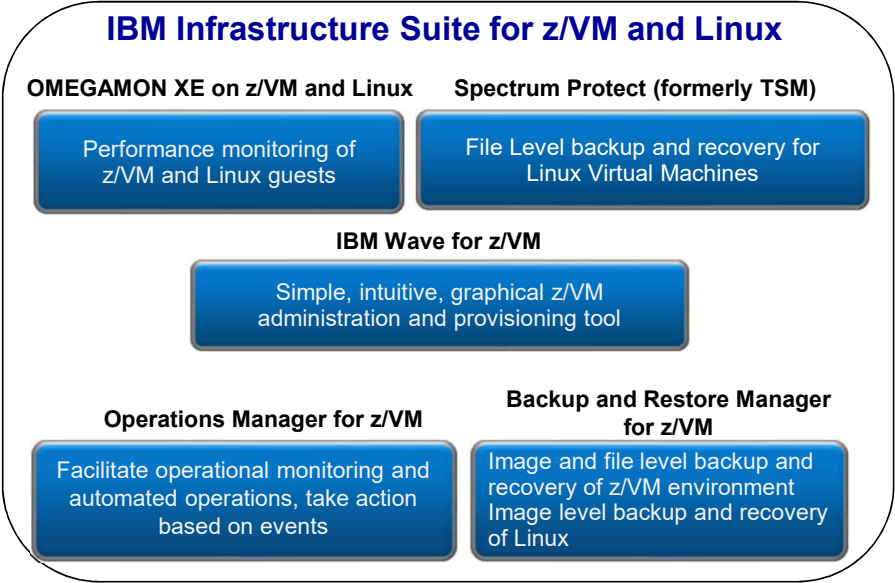 IBM Infrastructure Suite for z/VM and Linux
OMEGAMON XE on z/VM and Linux
Performance monitoring of
z/VM and Linux guests
Spectrum Protect (formerly TSM)
File Level backup and recovery for
Linux Virtual Machines
IBM Wave for z/VM
Simple, intuitive, graphical z/VM
administration and provisioning tool
Operations Manager for z/VM
Facilitate operational monitoring and
automated operations, take action
based on events
Backup and Restore Manager
for z/VM
Image and file level backup and
recovery of z/VM environment
Image level backup and recovery
of Linux